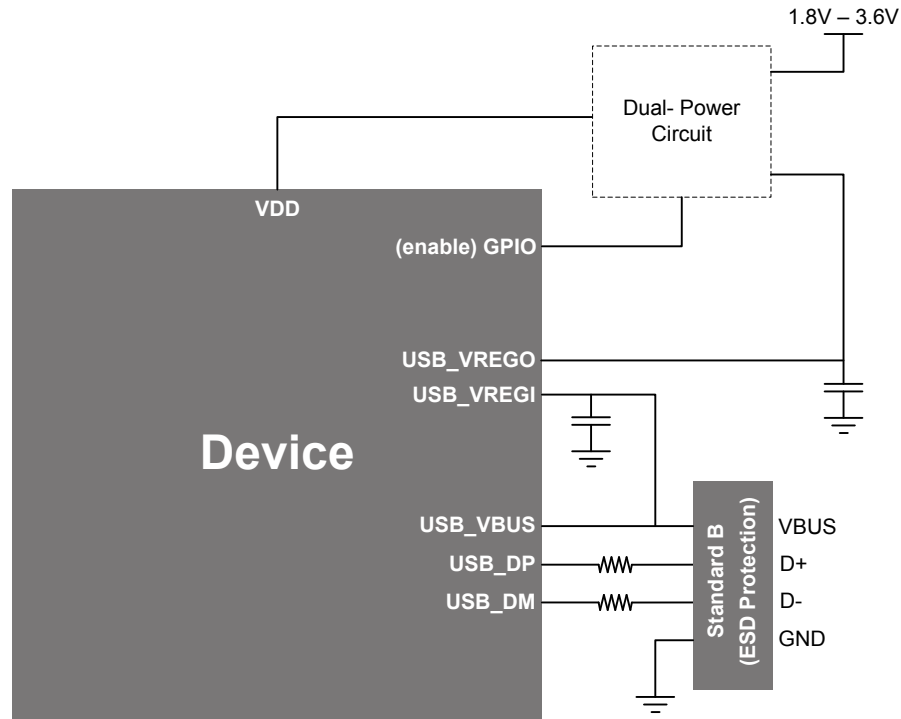 1.8V – 3.6V
Dual- Power
Circuit
VDD
(enable) GPIO
USB_VREGO
USB_VREGI
Device
USB_VBUS
USB_DP
USB_DM
Standard B
(ESD Protection)
VBUS
D+
D-
GND